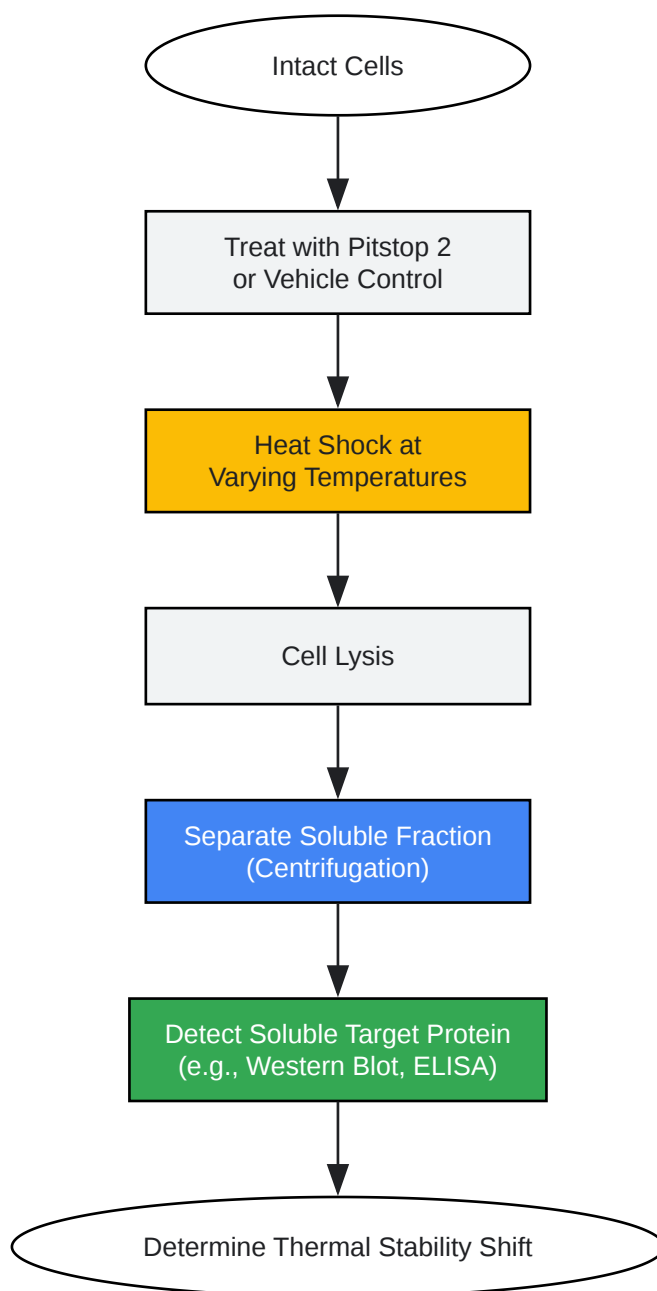 Intact Cells
Treat with Pitstop 2
or Vehicle Control
Heat Shock at
Varying Temperatures
Cell Lysis
Separate Soluble Fraction
(Centrifugation)
Detect Soluble Target Protein
(e.g., Western Blot, ELISA)
Determine Thermal Stability Shift